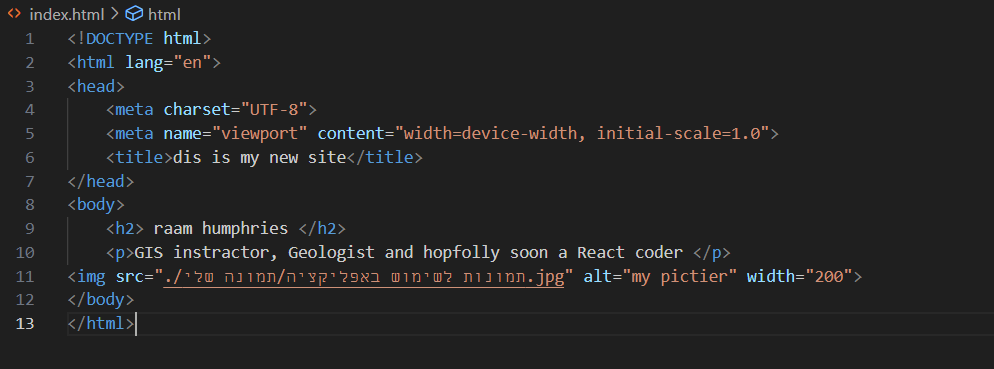 index.html > html
1 <!DOCTYPE html>
2 <html lang="en">
3 <head>
4 <meta charset="UTF-8">
5 <meta name="viewport" content="width=device-width, initial-scale=1.0">
6 <title>dis is my new site</title>
7 </head>
8 <body>
9 <h2> raam humphries </h2>
10 <p>GIS instractor, Geologist and hopfolly soon a React coder </p>
11 <img src="./תמונות לשימוש באפליקציה/תמונה שלי.jpg" alt="my pictier" width="200">
12 </body>
13 </html>